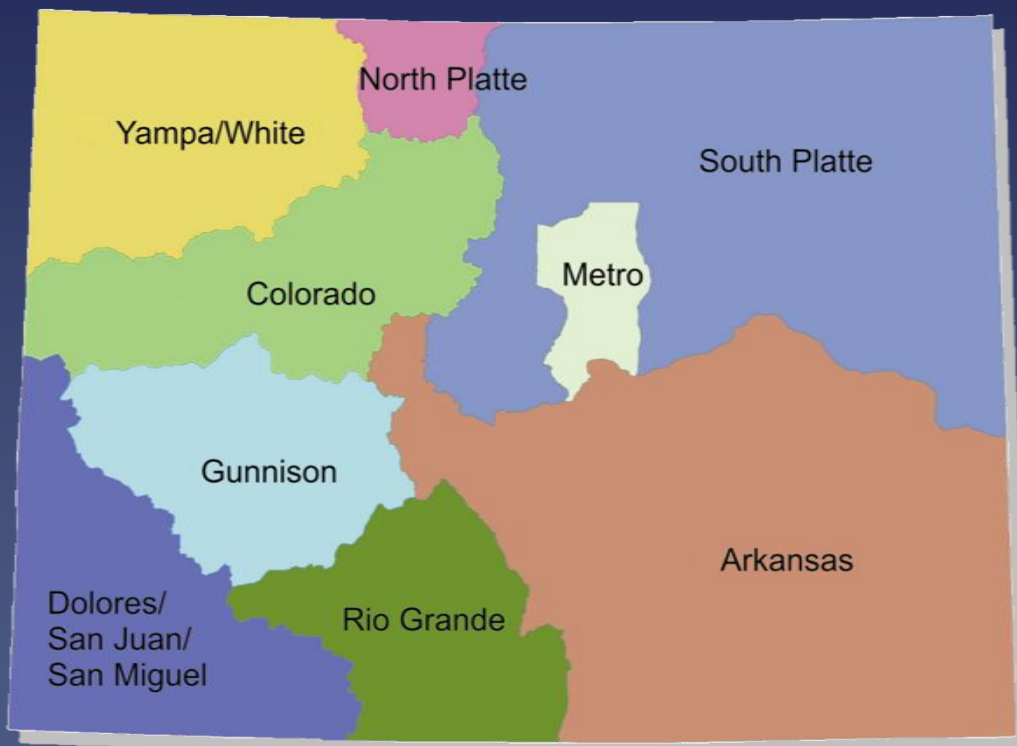 North Platte
Yampa/White
South Platte
Metro
Colorado
Gunnison
Arkansas
Dolores/
San Juan/
San Miguel
Rio Grande